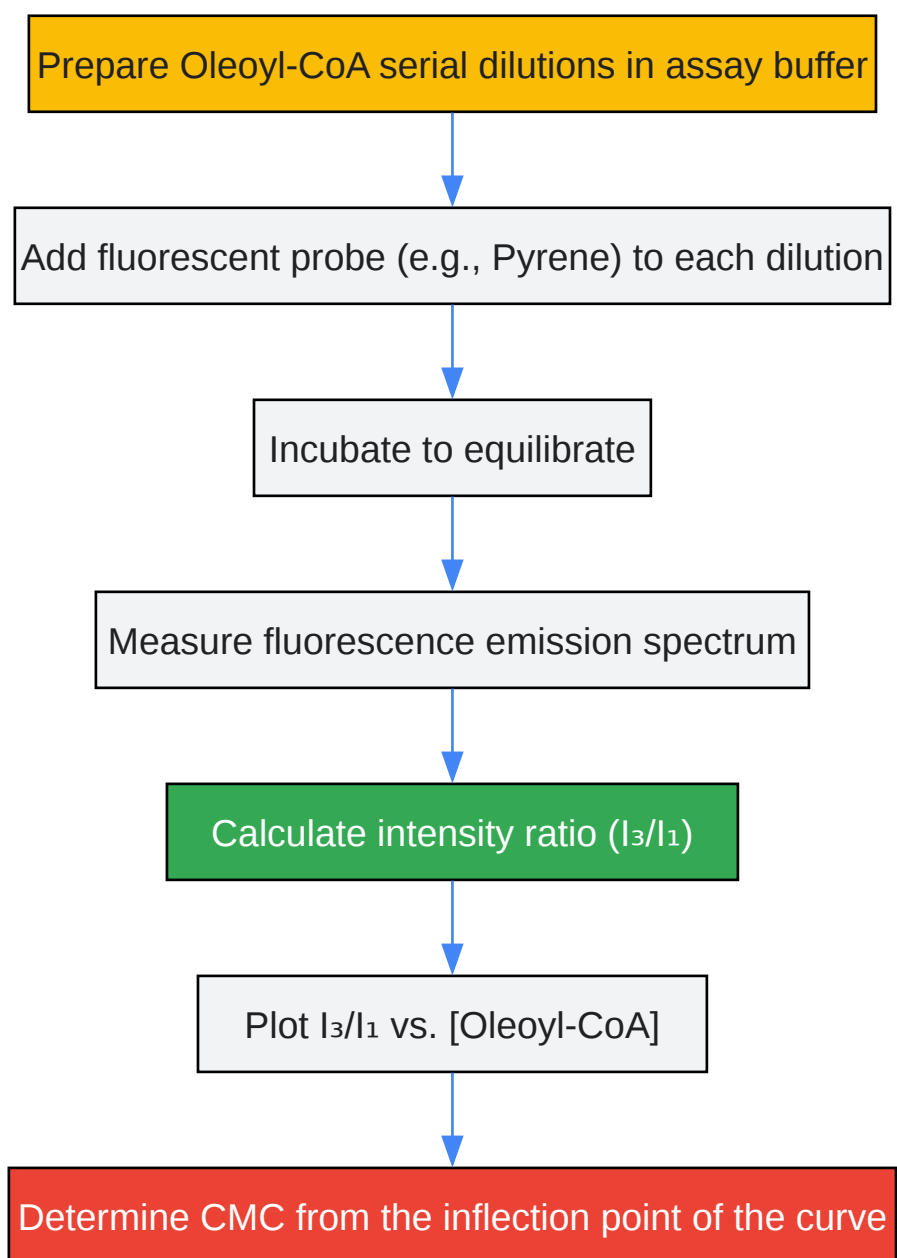 Prepare Oleoyl-CoA serial dilutions in assay buffer
Add fluorescent probe (e.g., Pyrene) to each dilution
Incubate to equilibrate
Measure fluorescence emission spectrum
Calculate intensity ratio (I₃/I₁)
Plot I₃/I₁ vs. [Oleoyl-CoA]
Determine CMC from the inflection point of the curve